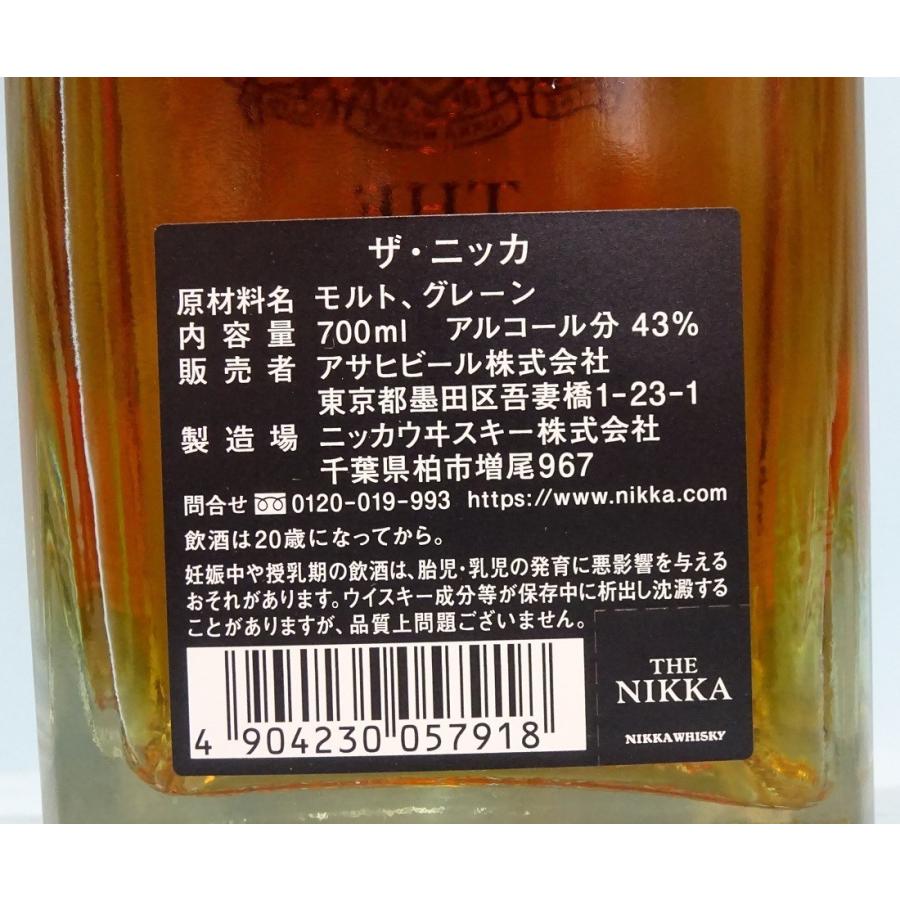 ザ・ニッカ
原材料名 モルト、グレーン
内容量 700ml アルコール分 43%
販売者 アサヒビール株式会社
東京都墨田区吾妻橋1-23-1
製造場 ニッカウヰスキー株式会社
千葉県柏市増尾967
問合せ 0120-019-993 https://www.nikka.com
飲酒は20歳になってから。
妊娠中や授乳期の飲酒は、胎児・乳児の発育に悪影響を与える
おそれがあります。ウイスキー成分等が保存中に析出し沈澱する
ことがありますが、品質上問題ございません。
THE
NIKKA
NIKKA WHISKY
4 904230 057918